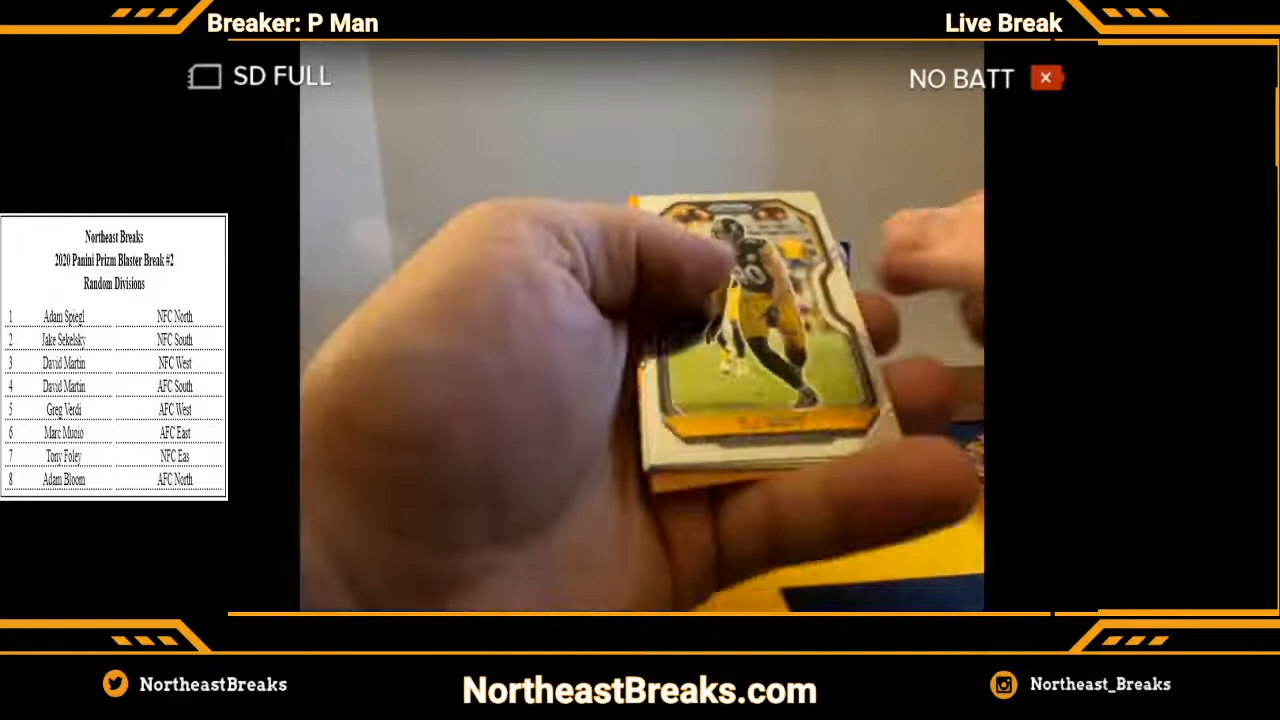 Breaker: P Man
Live Break
SD FULL
NO BATT
Northeast Breaks
2020 Panini Prizm Blaster Break #2
Random Divisions
1 Adam Spiegl NFC North
2 Jake Sekelsky NFC South
3 David Martin NFC West
4 David Martin AFC South
5 Greg Verdi AFC West
6 Marc Muoio AFC East
7 Tony Foley NFC Eas
8 Adam Bloom AFC North
NortheastBreaks
NortheastBreaks.com
Northeast_Breaks